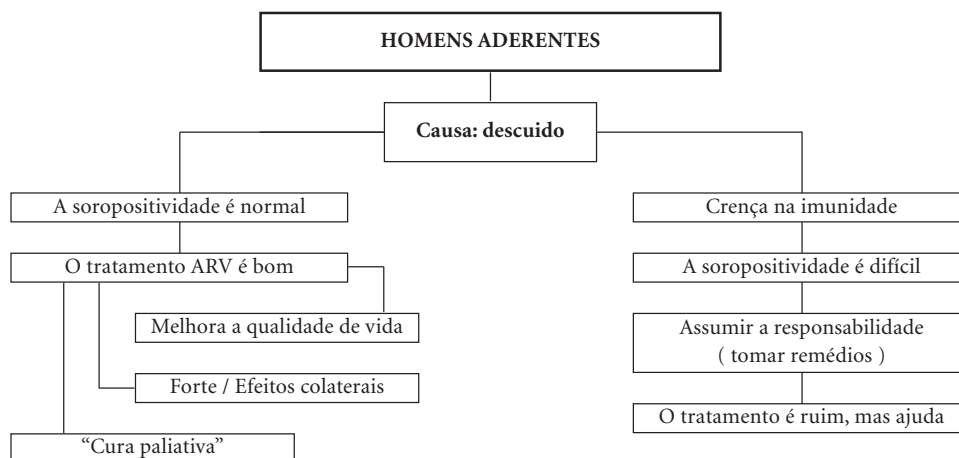 HOMENS ADERENTES
Causa: descuido
A soropositividade é normal
O tratamento ARV é bom
Melhora a qualidade de vida
Forte / Efeitos colaterais
“Cura paliativa”
Crença na imunidade
A soropositividade é difícil
Assumir a responsabilidade
( tomar remédios )
O tratamento é ruim, mas ajuda